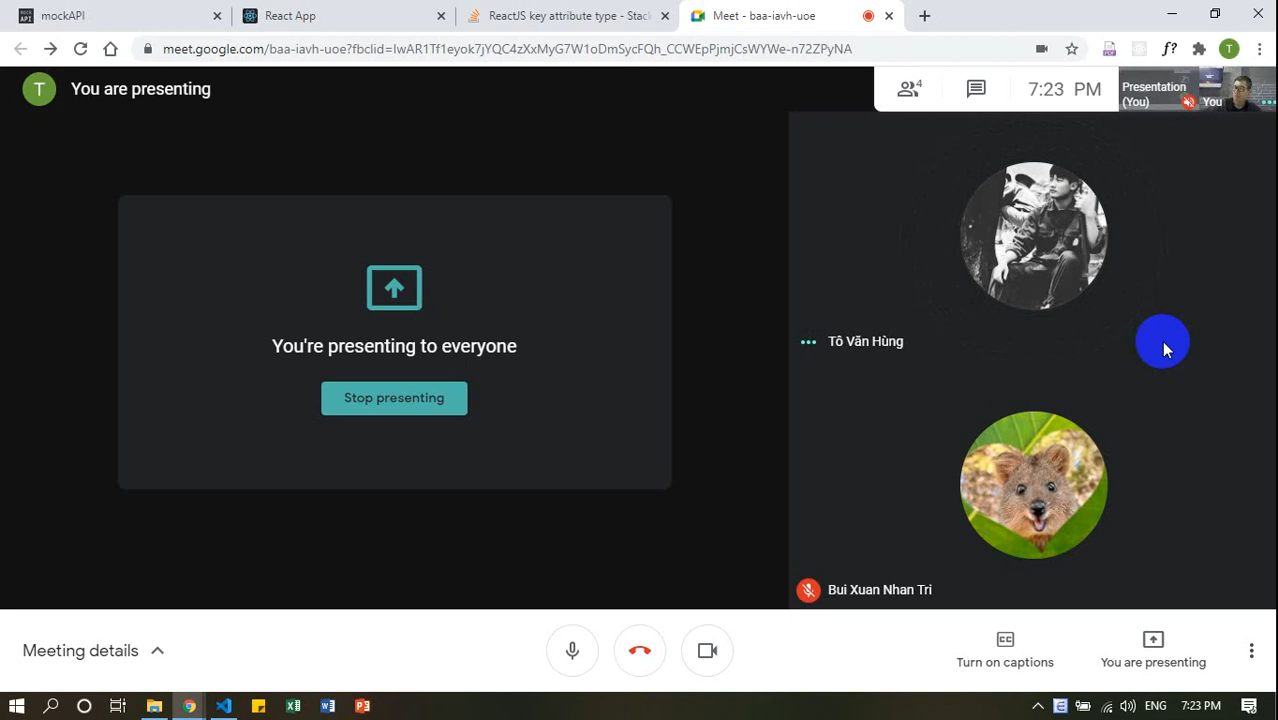 mockAPI
React App
ReactJS key attribute type - Stack
Meet - baa-iavh-uoe
meet.google.com/baa-iavh-uoe?fbclid=IwAR1Tf1eyok7jYQC4zXxMyG7W1oDmSycFQh_CCWEpPjmjCsWYWe-n72ZPyNA
f?
T
T
You are presenting
4
7:23 PM
Presentation
(You)
You
You're presenting to everyone
Stop presenting
Tô Văn Hùng
Bui Xuan Nhan Tri
Meeting details
CC
Turn on captions
You are presenting
ENG
7:23 PM